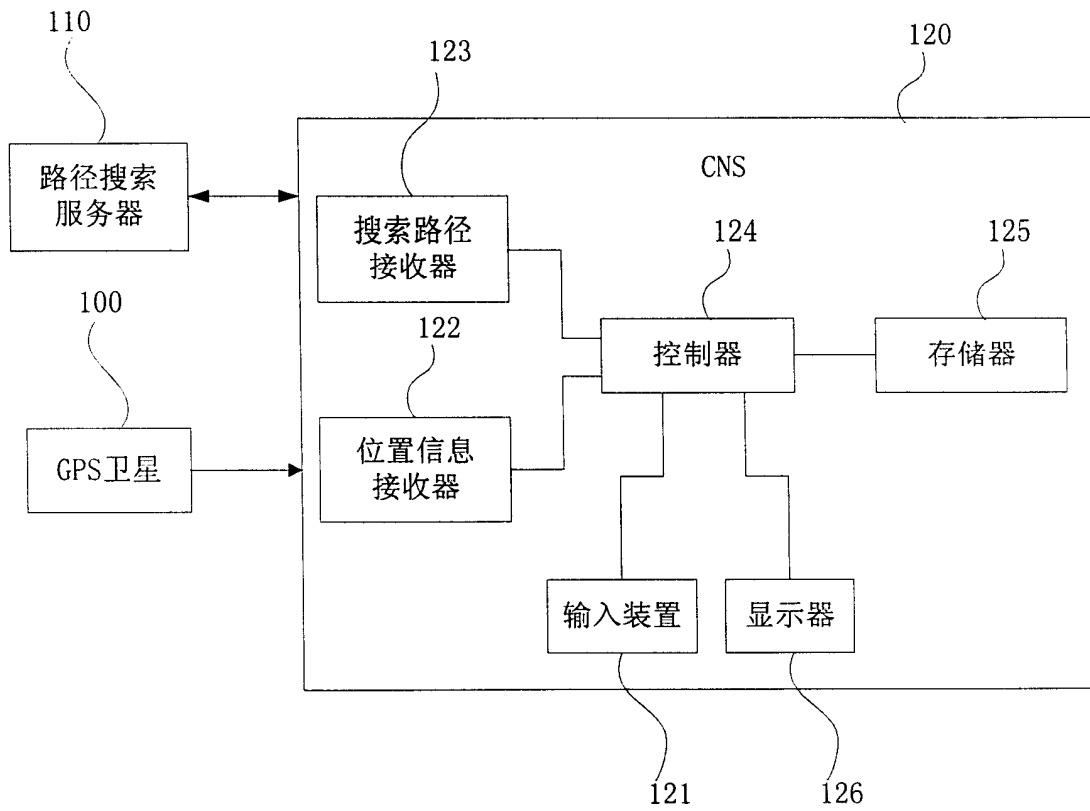 110
123
120
路径搜索
服务器
CNS
搜索路径
接收器
124
125
100
122
控制器
存储器
GPS卫星
位置信息
接收器
输入装置
显示器
121
126